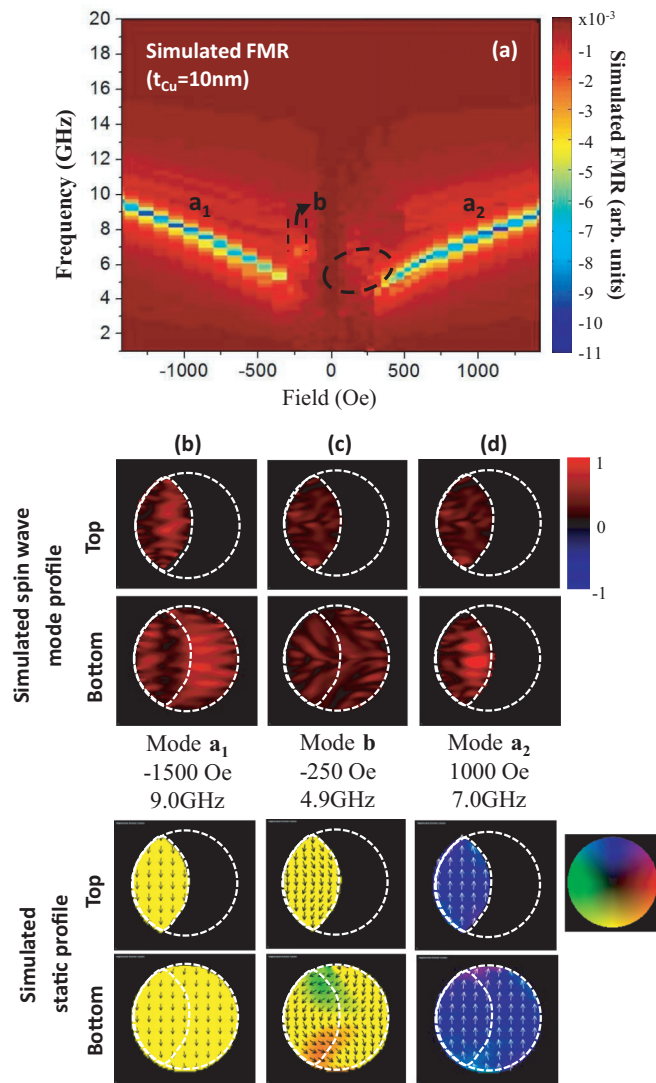 20
18
16
14
12
10
8
6
4
2
Frequency (GHz)
Simulated FMR
(tCu=10nm)
(a)
a1
b
a2
-1000
-500
0
500
1000
Field (Oe)
x10-3
-1
-2
-3
-4
-5
-6
-7
-8
-9
-10
-11
Simulated FMR (arb. units)
(b)
(c)
(d)
Simulated spin wave
mode profile
Top
Bottom
1
0
-1
Mode a1
-1500 Oe
9.0GHz
Mode b
-250 Oe
4.9GHz
Mode a2
1000 Oe
7.0GHz
Simulated
static profile
Top
Bottom